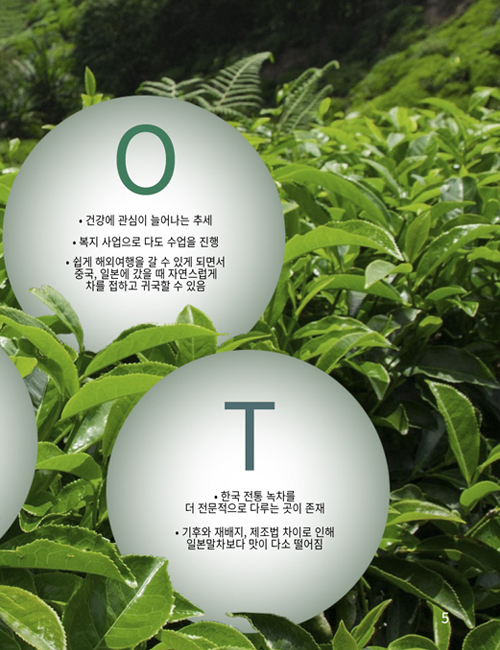 O
• 건강에 관심이 늘어나는 추세
• 복지 사업으로 다도 수업을 진행
• 쉽게 해외여행을 갈 수 있게 되면서
중국, 일본에 갔을 때 자연스럽게
차를 접하고 귀국할 수 있음
T
• 한국 전통 녹차를
더 전문적으로 다루는 곳이 존재
• 기후와 재배지, 제조법 차이로 인해
일본말차보다 맛이 다소 떨어짐
5